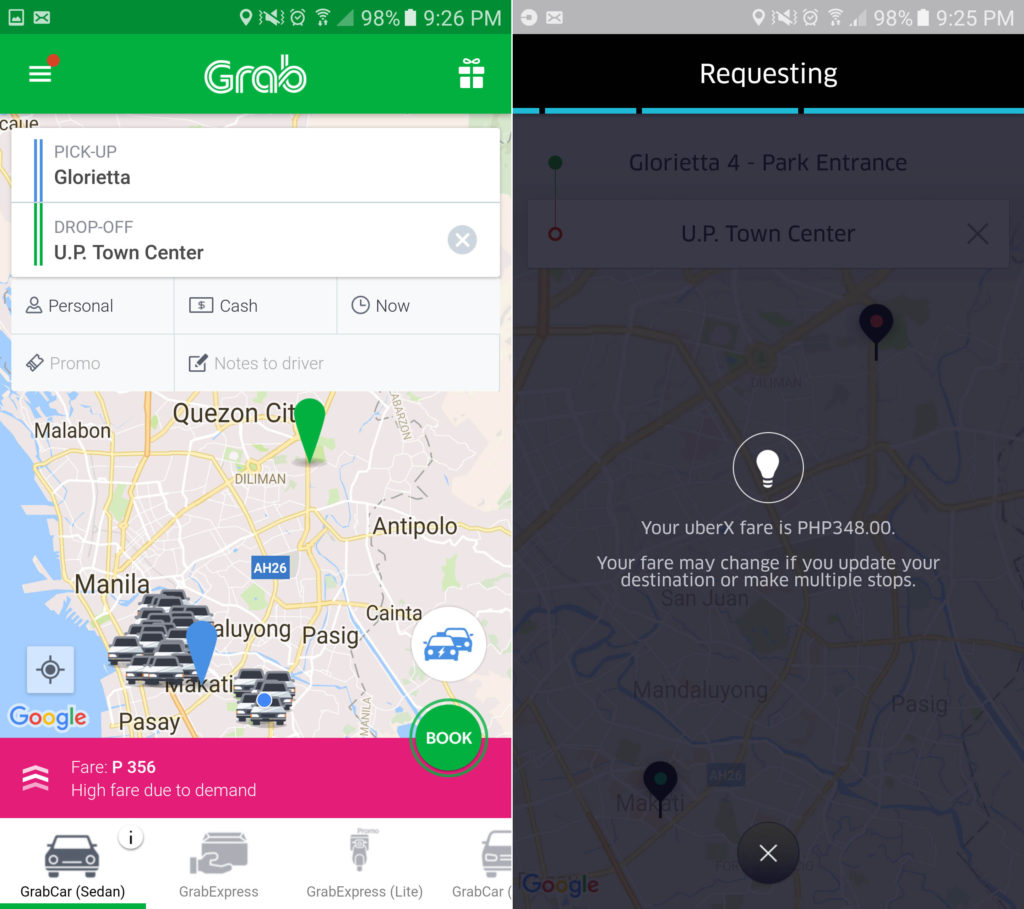 98% 9:26 PM
Grab
caue
PICK-UP
Glorietta
DROP-OFF
U.P. Town Center
Personal
$ Cash
Now
Promo
Notes to driver
Quezon Cit
Malabon
ABARZON
DILIMAN
Antipolo
AH26
Manila
Cainta
aluyong
Pasig
Makati
MANILA
Google
Pasay
BOOK
Fare: P 356
High fare due to demand
i
Promo
GrabCar (Sedan)
GrabExpress
GrabExpress (Lite)
GrabCar (
98% 9:25 PM
Requesting
Glorietta 4 - Park Entrance
U.P. Town Center
DILIMAN
Your uberX fare is PHP348.00.
Your fare may change if you update your
destination or make multiple stops.
San Juan
Mandaluyong
Pasig
AH26
Makati
Google